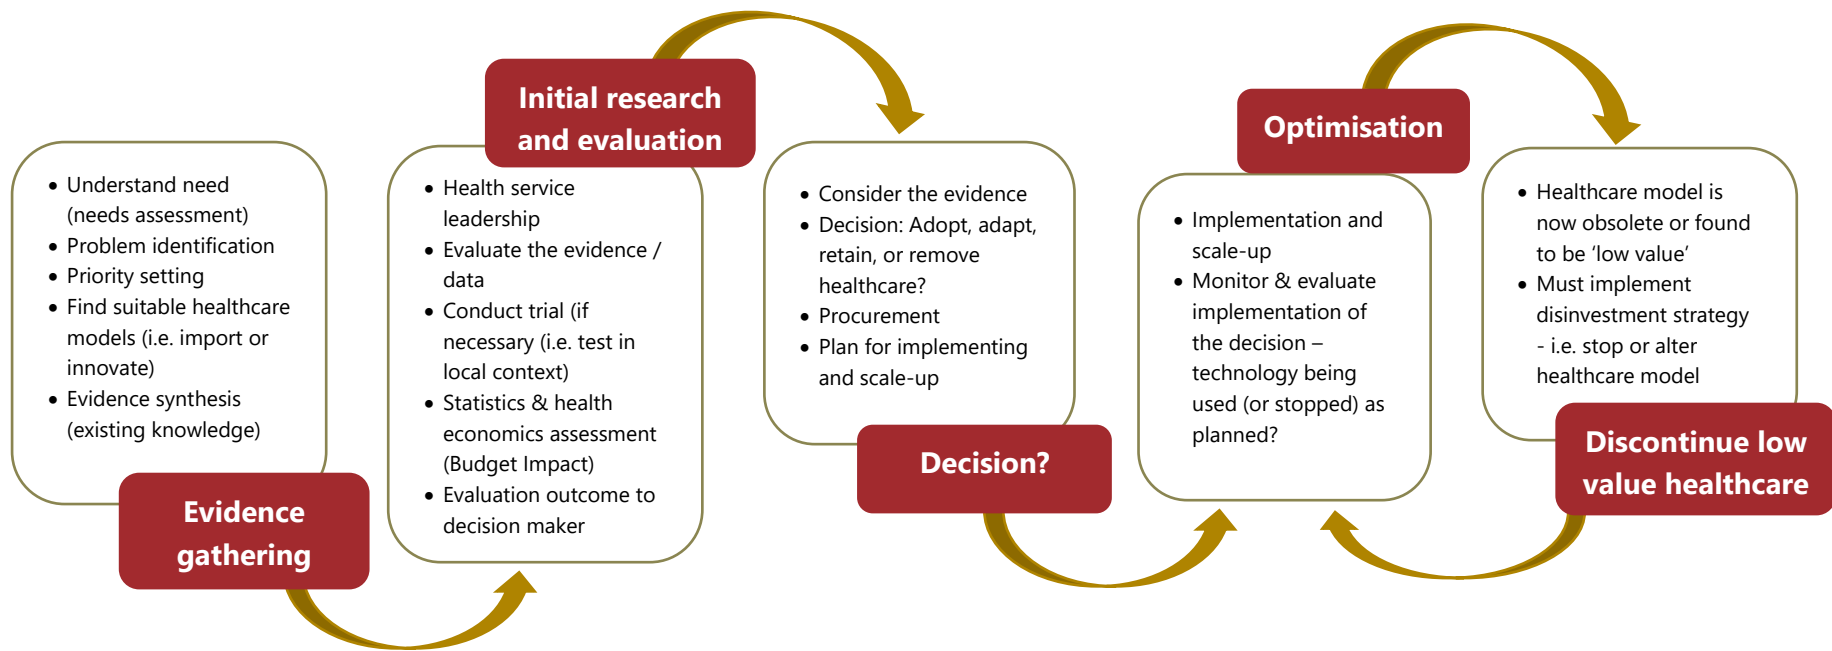 • Understand need
(needs assessment)
• Problem identification
• Priority setting
• Find suitable healthcare
models (i.e. import or
innovate)
• Evidence synthesis
(existing knowledge)
Evidence
gathering
Initial research
and evaluation
• Health service
leadership
• Evaluate the evidence /
data
• Conduct trial (if
necessary (i.e. test in
local context)
• Statistics & health
economics assessment
(Budget Impact)
• Evaluation outcome to
decision maker
• Consider the evidence
• Decision: Adopt, adapt,
retain, or remove
healthcare?
• Procurement
• Plan for implementing
and scale-up
Decision?
Optimisation
• Implementation and
scale-up
• Monitor & evaluate
implementation of
the decision –
technology being
used (or stopped) as
planned?
• Healthcare model is
now obsolete or found
to be ‘low value’
• Must implement
disinvestment strategy
- i.e. stop or alter
healthcare model
Discontinue low
value healthcare